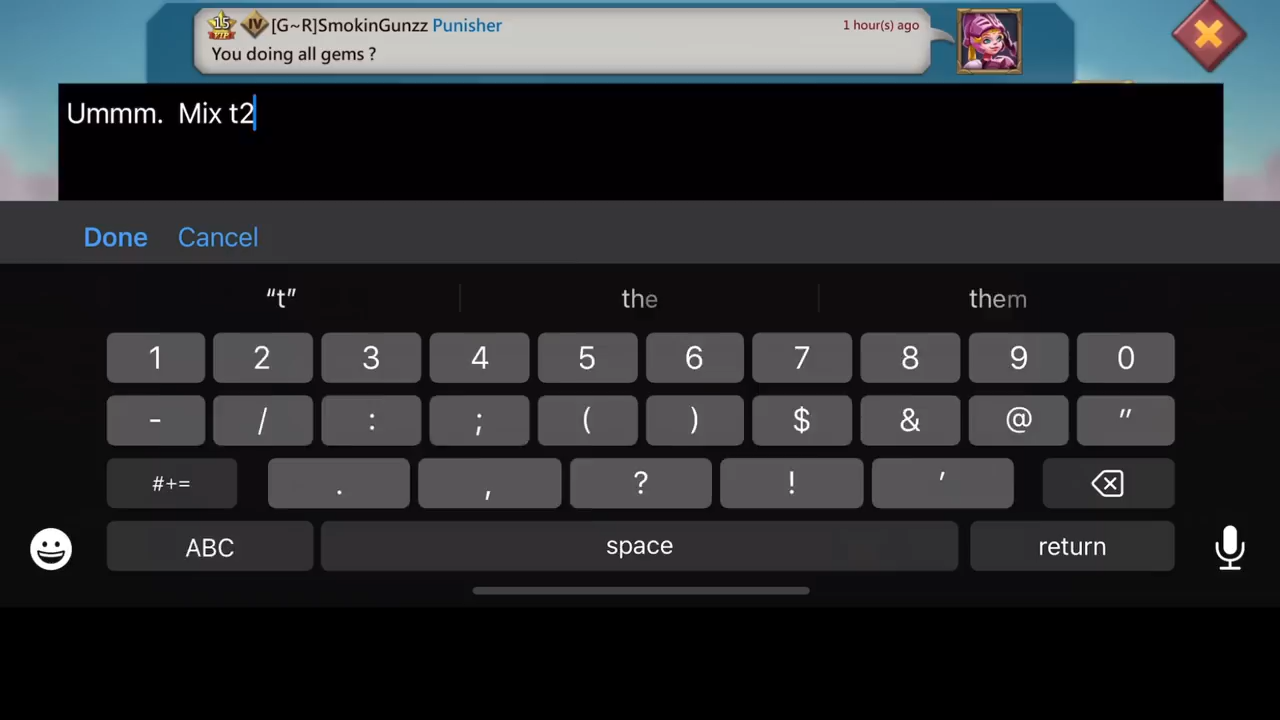 15 VIP IV [G~R]SmokinGunzz Punisher 1 hour(s) ago
You doing all gems ?
Ummm.  Mix t2
Done Cancel
“t” the them
1 2 3 4 5 6 7 8 9 0
- / : ; ( ) $ & @ "
#+= . , ? ! '
ABC space return